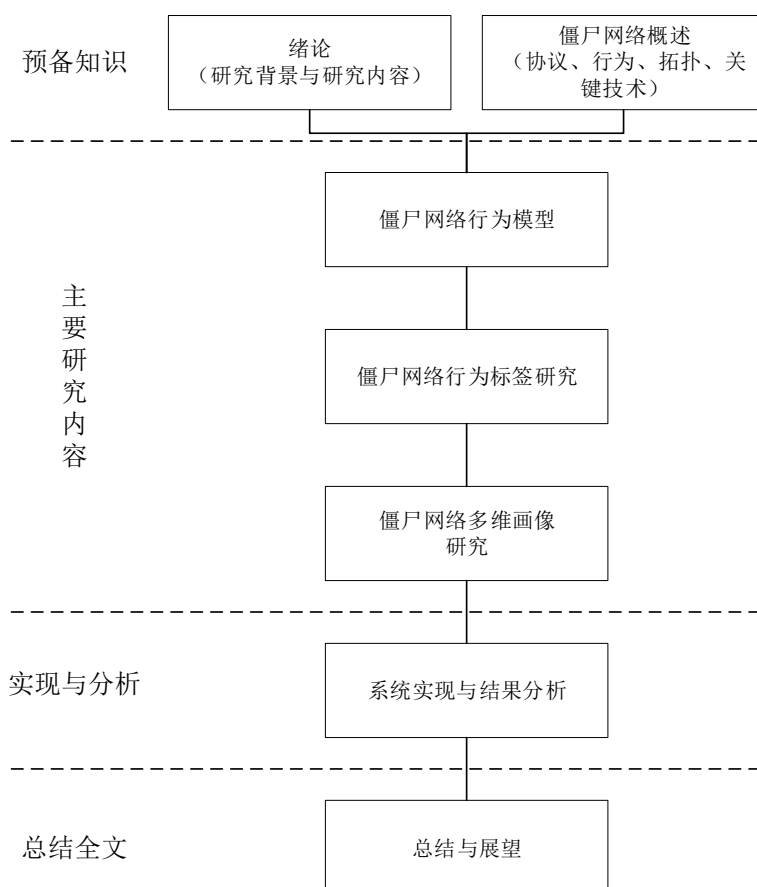 预备知识
绪论
（研究背景与研究内容）
僵尸网络概述
（协议、行为、拓扑、关
键技术）
主
要
研
究
内
容
僵尸网络行为模型
僵尸网络行为标签研究
僵尸网络多维画像
研究
实现与分析
系统实现与结果分析
总结全文
总结与展望